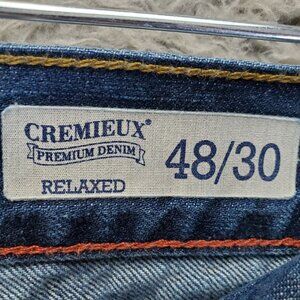 CREMIEUX®
PREMIUM DENIM
RELAXED
48/30